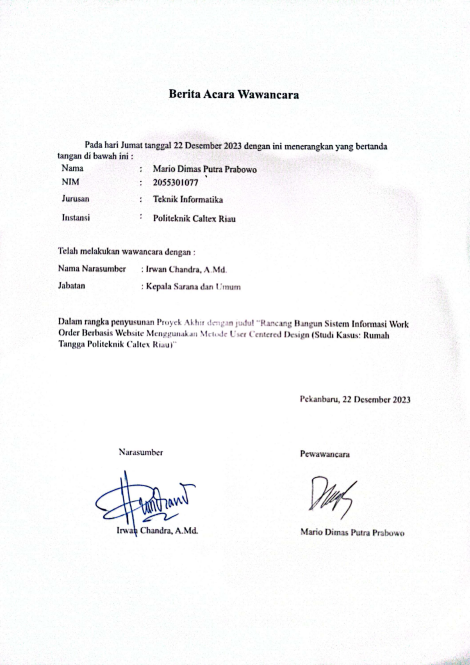 Berita Acara Wawancara
Pada hari Jumat tanggal 22 Desember 2023 dengan ini menerangkan yang bertanda
tangan di bawah ini :
Nama : Mario Dimas Putra Prabowo
NIM : 2055301077
Jurusan : Teknik Informatika
Instansi : Politeknik Caltex Riau
Telah melakukan wawancara dengan :
Nama Narasumber : Irwan Chandra, A.Md.
Jabatan : Kepala Sarana dan Umum
Dalam rangka penyusunan Proyek Akhir dengan judul "Rancang Bangun Sistem Informasi Work
Order Berbasis Website Menggunakan Metode User Centered Design (Studi Kasus: Rumah
Tangga Politeknik Caltex Riau)"
Pekanbaru, 22 Desember 2023
Narasumber Pewawancara
Irwan Chandra, A.Md. Mario Dimas Putra Prabowo